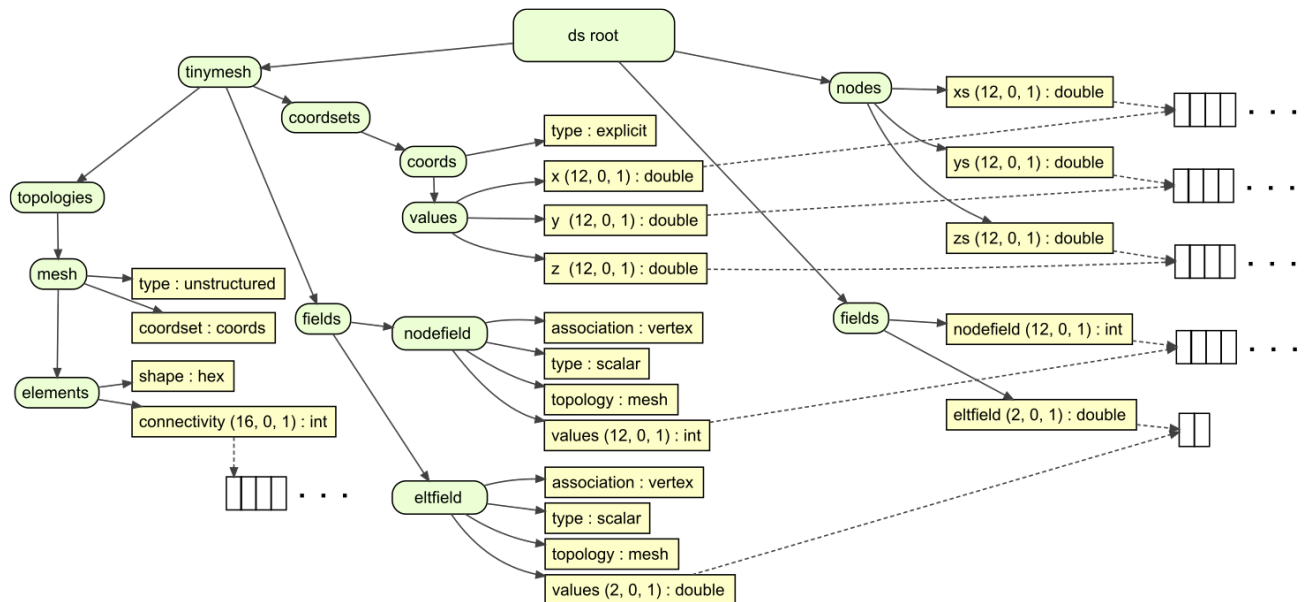 ds root
tinymesh
coordsets
topologies
mesh
type : unstructured
coordset : coords
elements
shape : hex
connectivity (16, 0, 1) : int
. . .
coords
type : explicit
values
x (12, 0, 1) : double
y (12, 0, 1) : double
z (12, 0, 1) : double
fields
nodefield
association : vertex
type : scalar
topology : mesh
values (12, 0, 1) : int
eltfield
association : vertex
type : scalar
topology : mesh
values (2, 0, 1) : double
nodes
xs (12, 0, 1) : double
. . .
ys (12, 0, 1) : double
. . .
zs (12, 0, 1) : double
. . .
fields
nodefield (12, 0, 1) : int
. . .
eltfield (2, 0, 1) : double